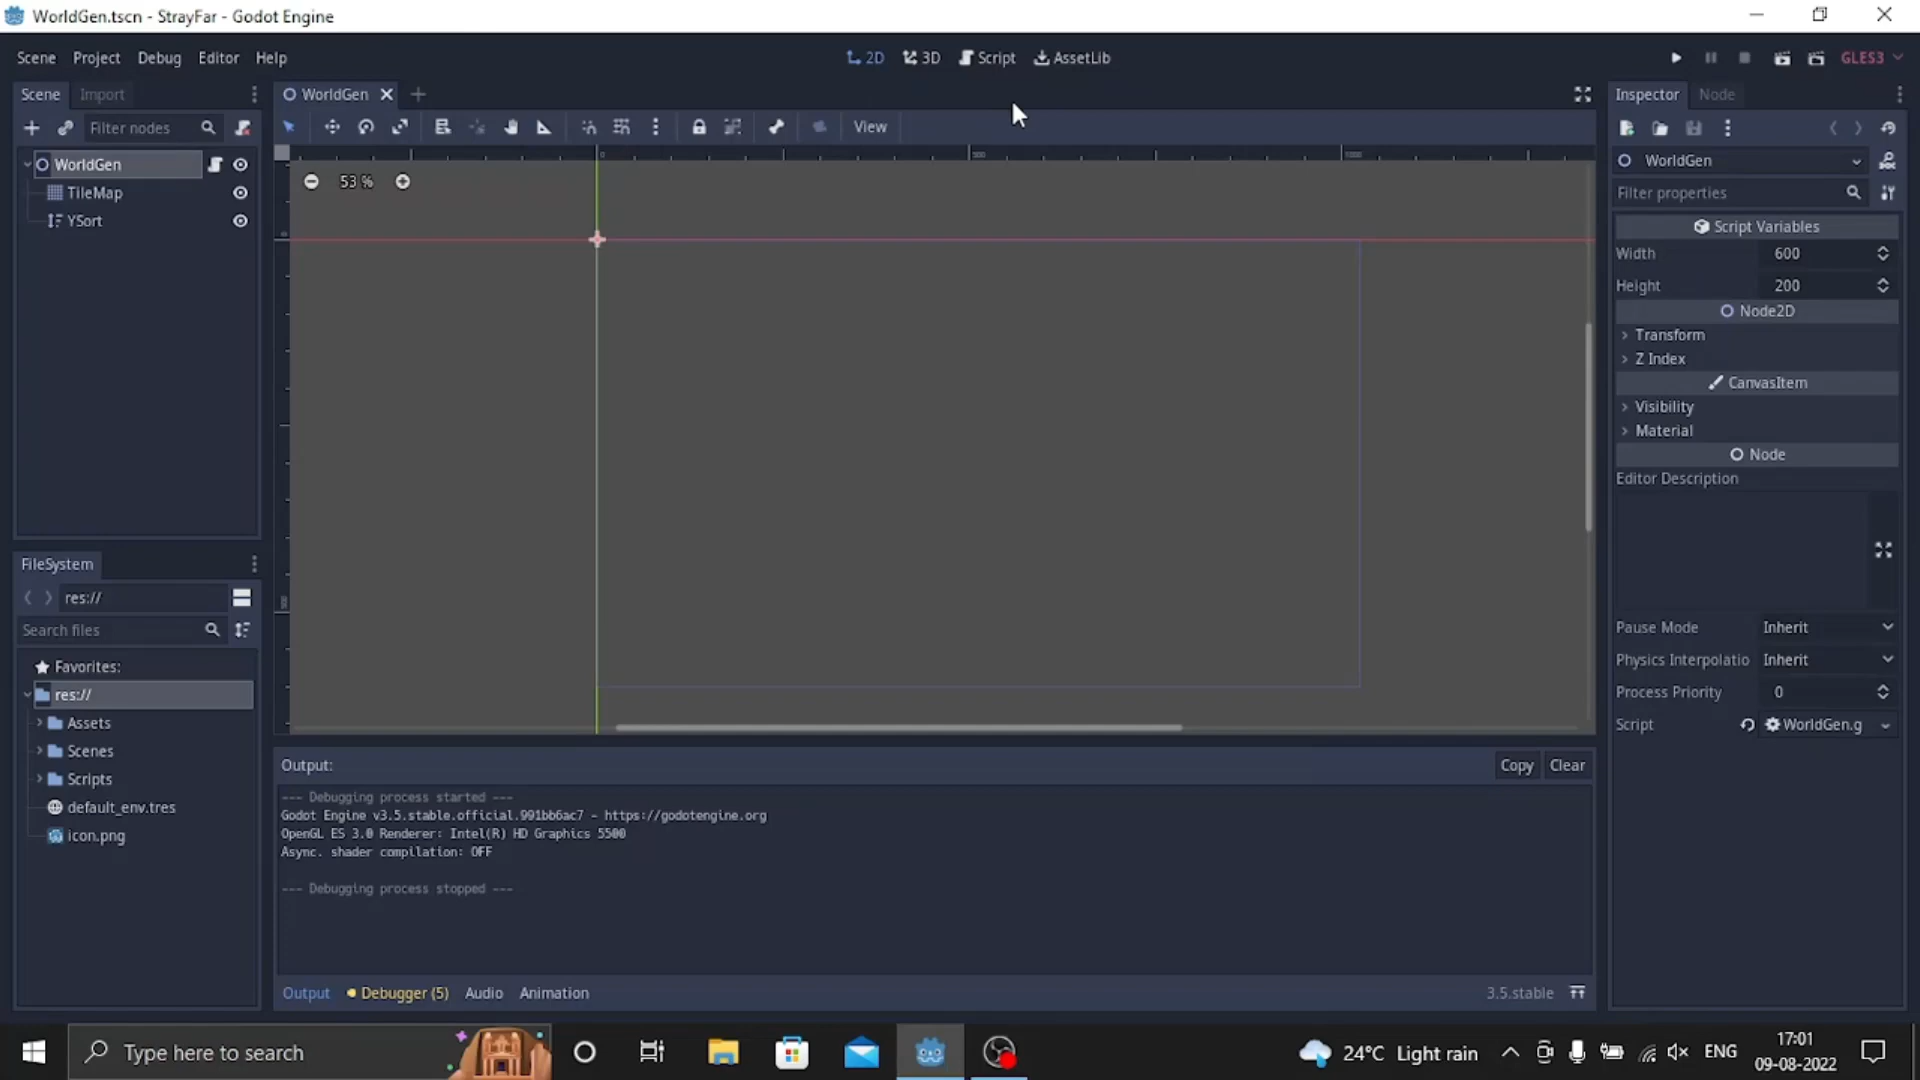 WorldGen.tscn - StrayFar - Godot Engine
Scene Project Debug Editor Help
2D 3D Script AssetLib
GLES3
Scene Import
WorldGen
Inspector Node
Filter nodes
View
WorldGen
TileMap
YSort
0 500 1000
53 %
WorldGen
Filter properties
Script Variables
Width 600
Height 200
Node2D
Transform
Z Index
CanvasItem
Visibility
Material
Node
Editor Description
Pause Mode Inherit
Physics Interpolatio Inherit
Process Priority 0
Script WorldGen.g
FileSystem
res://
Search files
Favorites:
res://
Assets
Scenes
Scripts
default_env.tres
icon.png
Output:
Copy Clear
--- Debugging process started ---
Godot Engine v3.5.stable.official.991bb6ac7 - https://godotengine.org
OpenGL ES 3.0 Renderer: Intel(R) HD Graphics 5500
Async. shader compilation: OFF
--- Debugging process stopped ---
Output Debugger (5) Audio Animation
3.5.stable
Type here to search
24°C Light rain
ENG
17:01
09-08-2022